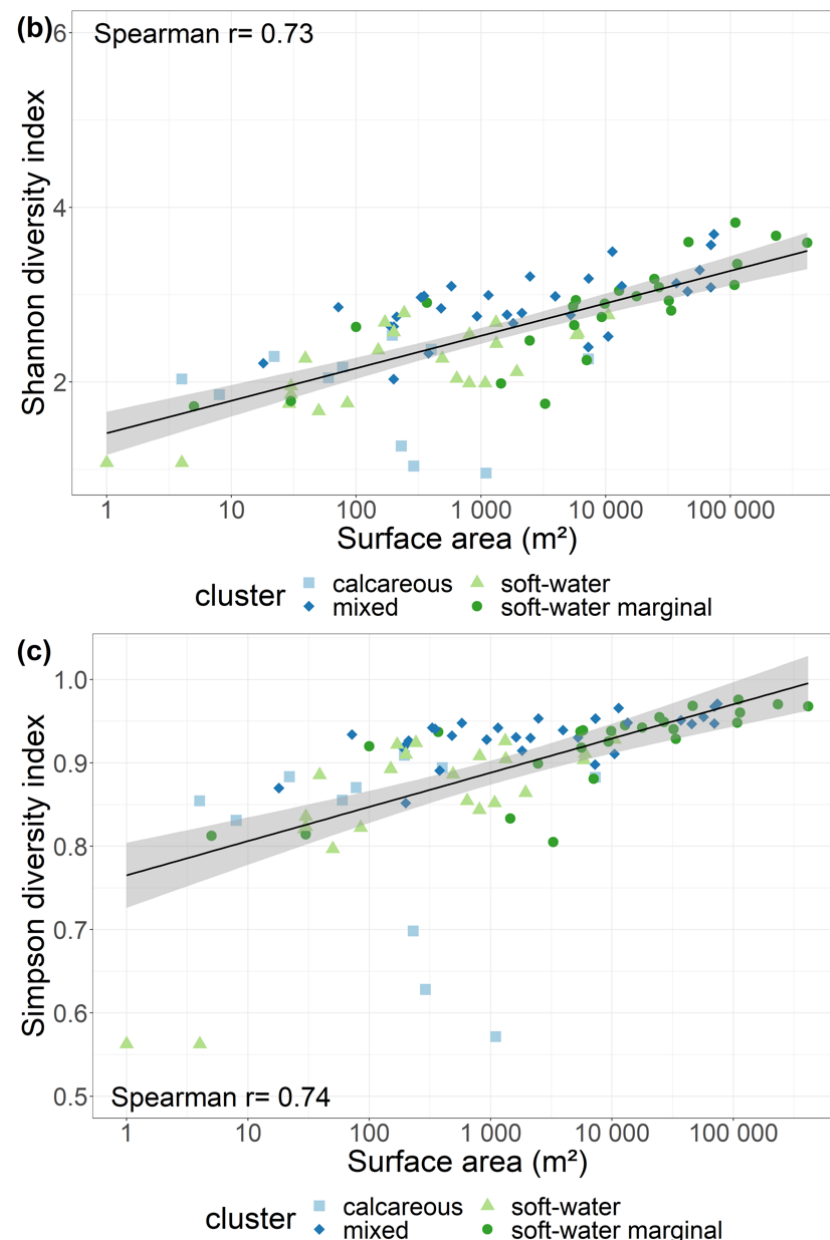 (b)
Spearman r= 0.73
6
4
2
Shannon diversity index
1 10 100 1 000 10 000 100 000
Surface area (m²)
cluster
calcareous soft-water
mixed soft-water marginal
(c)
1.0
0.9
0.8
0.7
0.6
0.5
Simpson diversity index
Spearman r= 0.74
1 10 100 1 000 10 000 100 000
Surface area (m²)
cluster
calcareous soft-water
mixed soft-water marginal